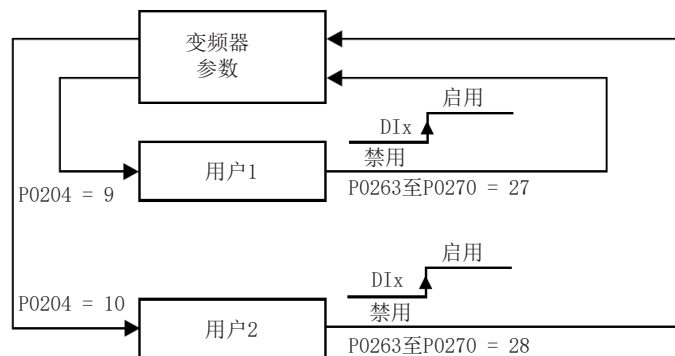 变频器
参数
启用
DIx
禁用
用户1
P0204 = 9
P0263至P0270 = 27
启用
DIx
禁用
P0204 = 10
用户2
P0263至P0270 = 28